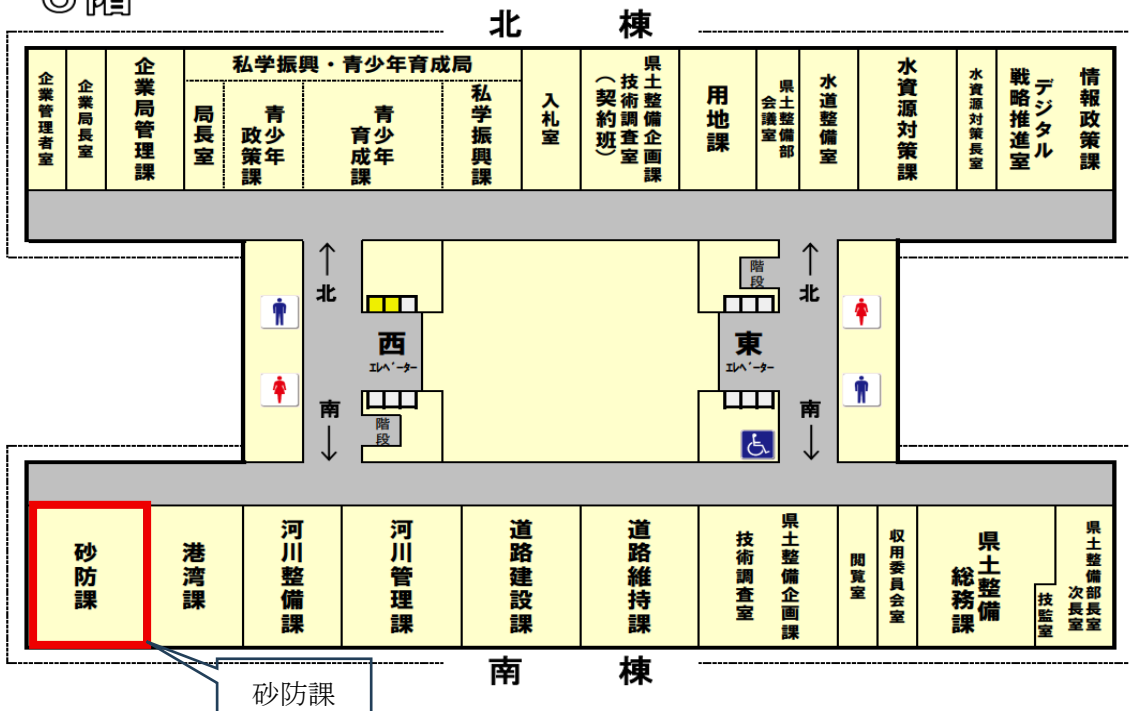 北 棟
企業管理者室
企業局長室
企業局管理課
私学振興・青少年育成局
局長室
青少年政策課
青少年育成課
私学振興課
入札室
県土整備企画課
技術調査室
(契約班)
用地課
県土整備部
会議室
水道整備室
水資源対策課
水資源対策長室
デジタル
戦略推進室
情報政策課
↑
北
西
エレベーター
南
↓
階段
階段
東
エレベーター
↑
北
南
↓
砂防課
港湾課
河川整備課
河川管理課
道路建設課
道路維持課
県土整備企画課
技術調査室
閲覧室
収用委員会室
県土整備
総務課
技監室
県土整備部長室
次長室
南 棟
砂防課